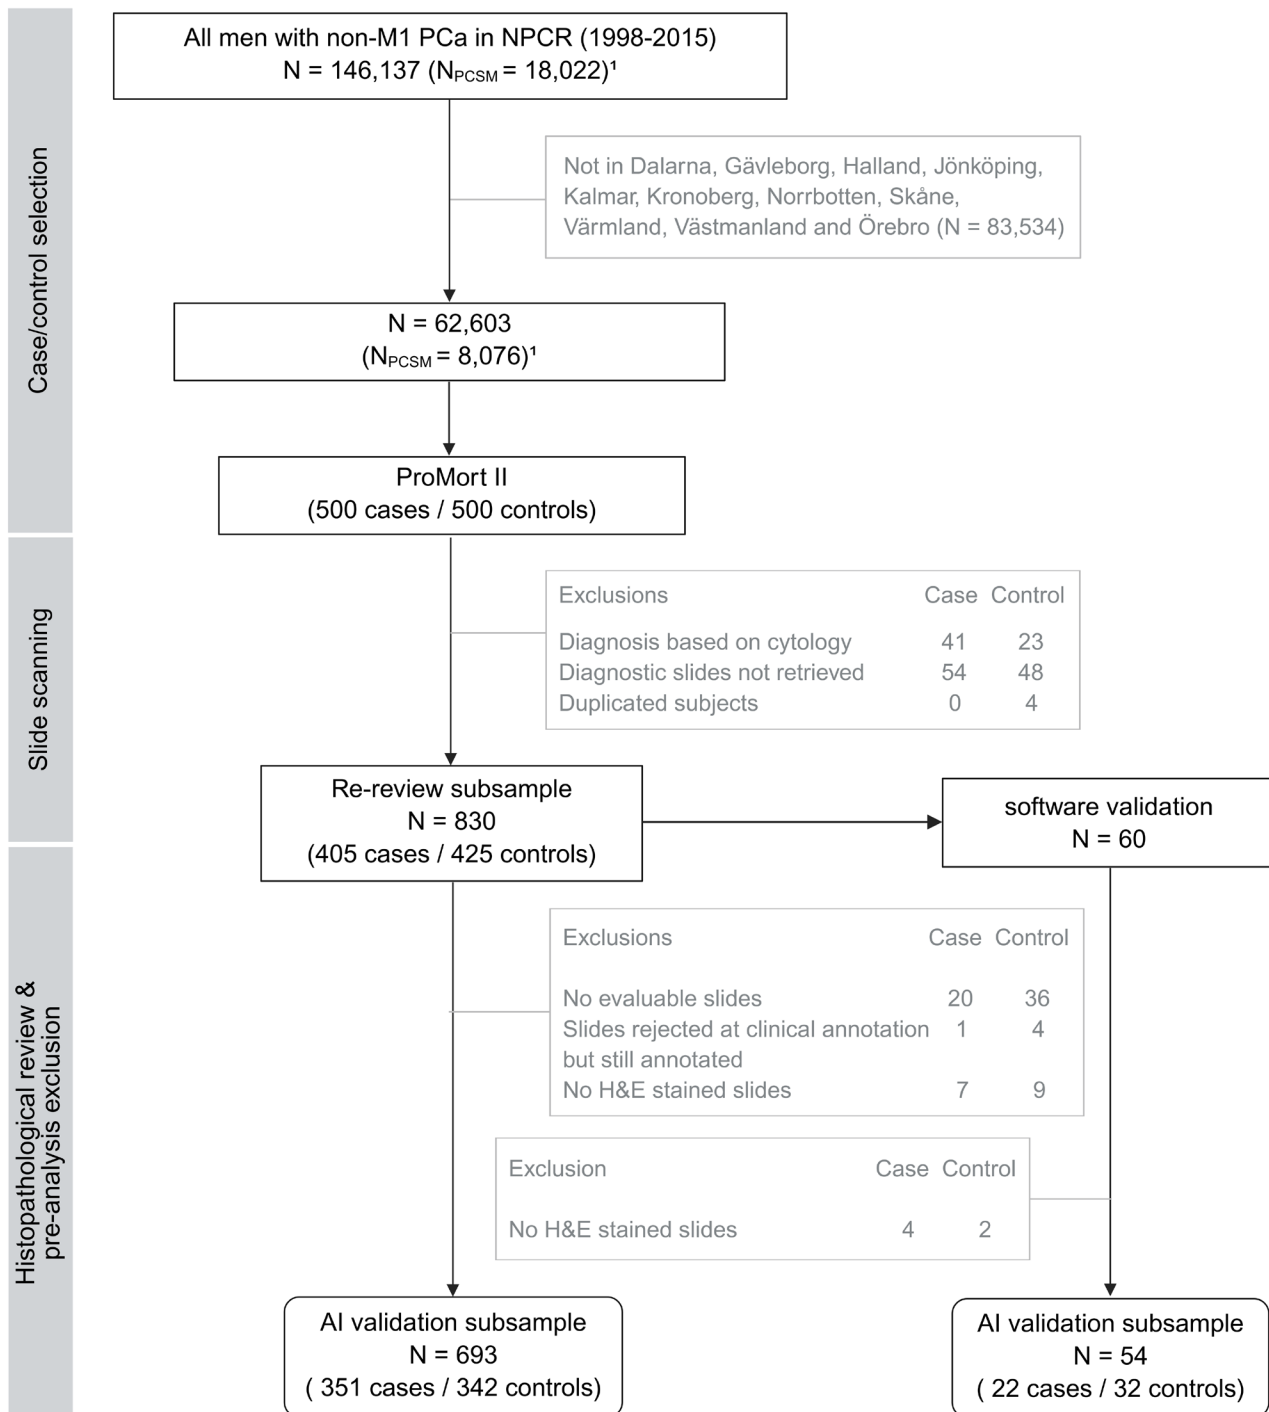 Case/control selection
All men with non-M1 PCa in NPCR (1998-2015)
N = 146,137 (NPCSM = 18,022)¹
Not in Dalarna, Gävleborg, Halland, Jönköping,
Kalmar, Kronoberg, Norrbotten, Skåne,
Värmland, Västmanland and Örebro (N = 83,534)
N = 62,603
(NPCSM = 8,076)¹
ProMort II
(500 cases / 500 controls)
Slide scanning
Exclusions Case Control
Diagnosis based on cytology 41 23
Diagnostic slides not retrieved 54 48
Duplicated subjects 0 4
Re-review subsample
N = 830
(405 cases / 425 controls)
software validation
N = 60
Histopathological review &
pre-analysis exclusion
Exclusions Case Control
No evaluable slides 20 36
Slides rejected at clinical annotation 1 4
but still annotated
No H&E stained slides 7 9
Exclusion Case Control
No H&E stained slides 4 2
AI validation subsample
N = 693
( 351 cases / 342 controls)
AI validation subsample
N = 54
( 22 cases / 32 controls)